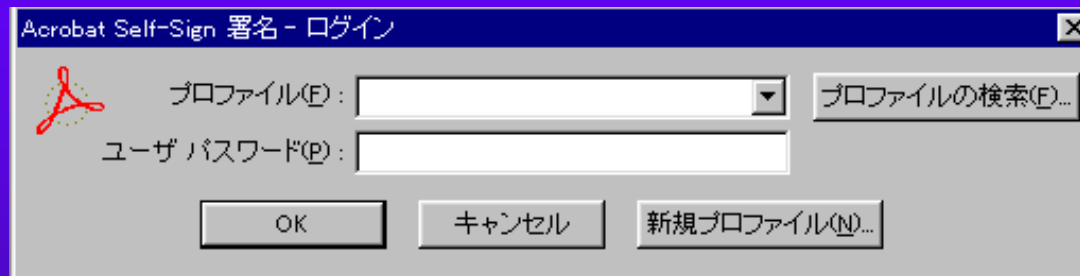 Acrobat Self-Sign 署名 - ログイン
プロファイル(F): プロファイルの検索(F)...
ユーザ パスワード(P):
OK キャンセル 新規プロファイル(N)...